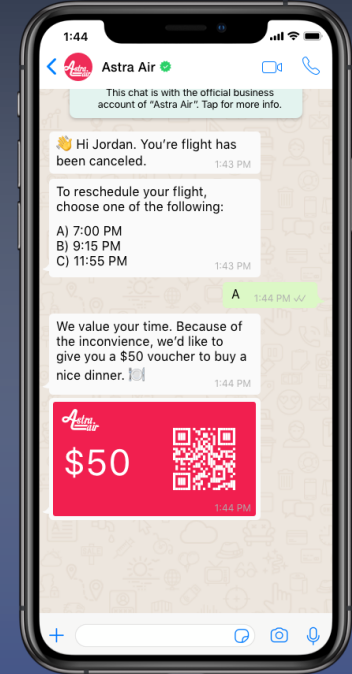 1:44
Astra Air
This chat is with the official business
account of “Astra Air”. Tap for more info.
👋 Hi Jordan. You’re flight has
been canceled.
1:43 PM
To reschedule your flight,
choose one of the following:
A) 7:00 PM
B) 9:15 PM
C) 11:55 PM
1:43 PM
A 1:44 PM
We value your time. Because of
the inconvience, we’d like to
give you a $50 voucher to buy a
nice dinner. 🍽️
1:44 PM
Astra
air
$50
1:44 PM